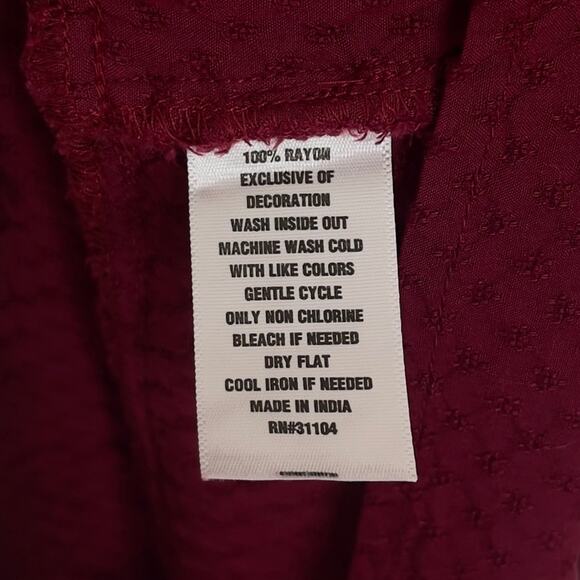 100% RAYON
EXCLUSIVE OF
DECORATION
WASH INSIDE OUT
MACHINE WASH COLD
WITH LIKE COLORS
GENTLE CYCLE
ONLY NON CHLORINE
BLEACH IF NEEDED
DRY FLAT
COOL IRON IF NEEDED
MADE IN INDIA
RN#31104